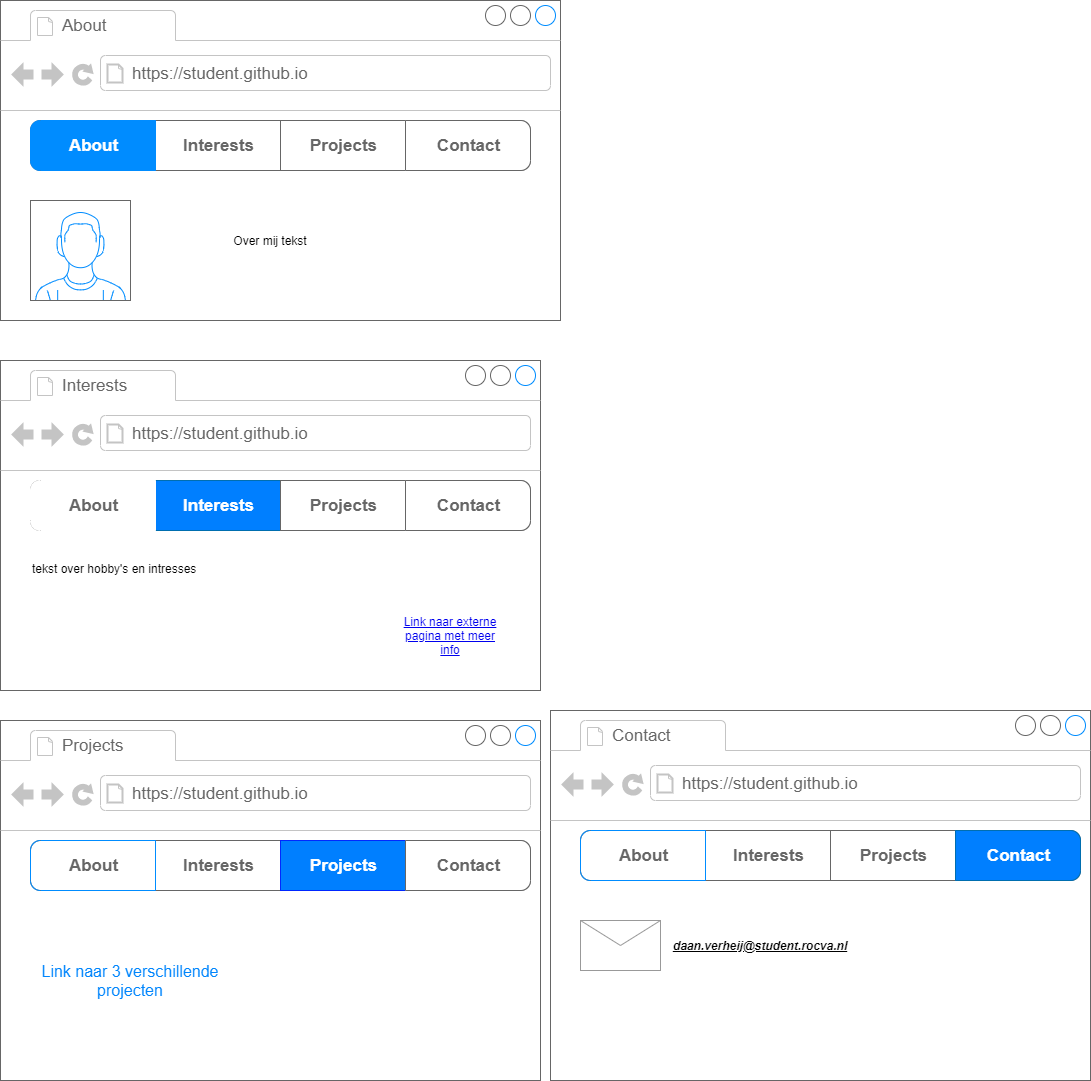 About
https://student.github.io
About Interests Projects Contact
Over mij tekst
Interests
https://student.github.io
About Interests Projects Contact
tekst over hobby's en intresses
Link naar externe
pagina met meer
info
Projects
https://student.github.io
About Interests Projects Contact
Link naar 3 verschillende
projecten
Contact
https://student.github.io
About Interests Projects Contact
daan.verheij@student.rocva.nl